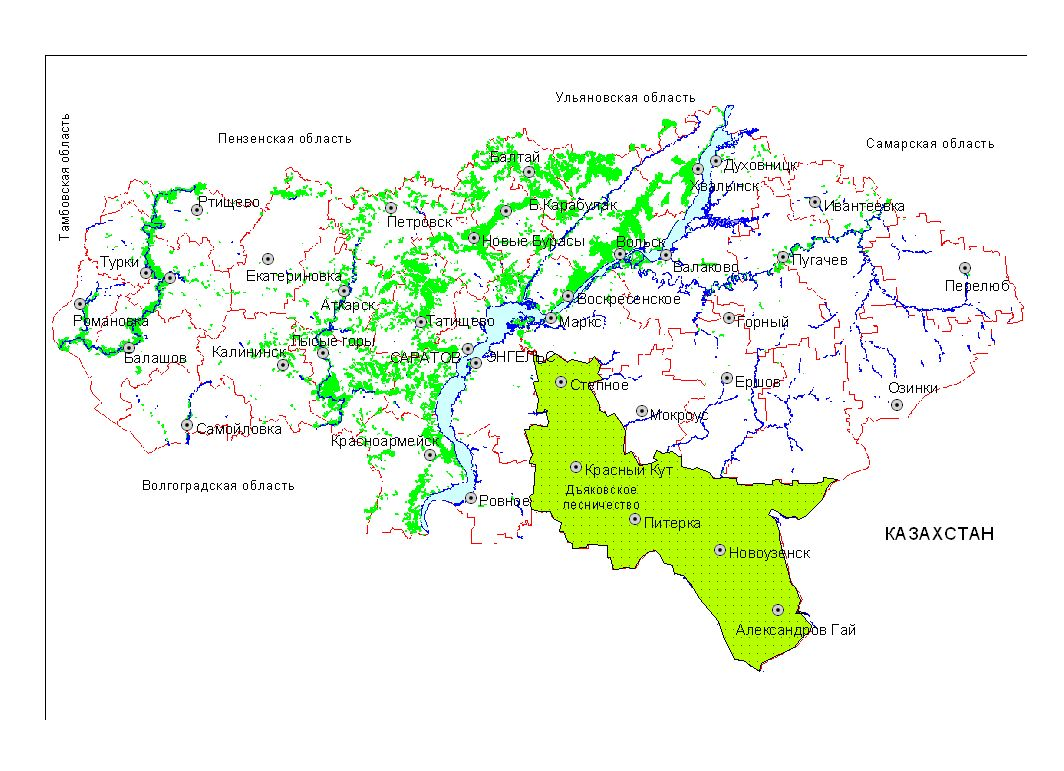 Ульяновская область
Пензенская область
Самарская область
Тамбовская область
Балтай
Духовницк
Хвалынск
Ртищево
Б.Карабулак
Ивантеевка
Петровск
Новые Бурасы
Вольск
Турки
Екатериновка
Балаково
Пугачев
Перелюб
Аткарск
Воскресенское
Романовка
Татищево
Маркс
Горный
Балашов
Калининск
Лысые горы
САРАТОВ
ЭНГЕЛЬС
Степное
Ершов
Озинки
Мокроус
Самойловка
Красноармейск
Красный Кут
Волгоградская область
Дьяковское
лесничество
Ровное
Питерка
КАЗАХСТАН
Новоузенск
Александров Гай